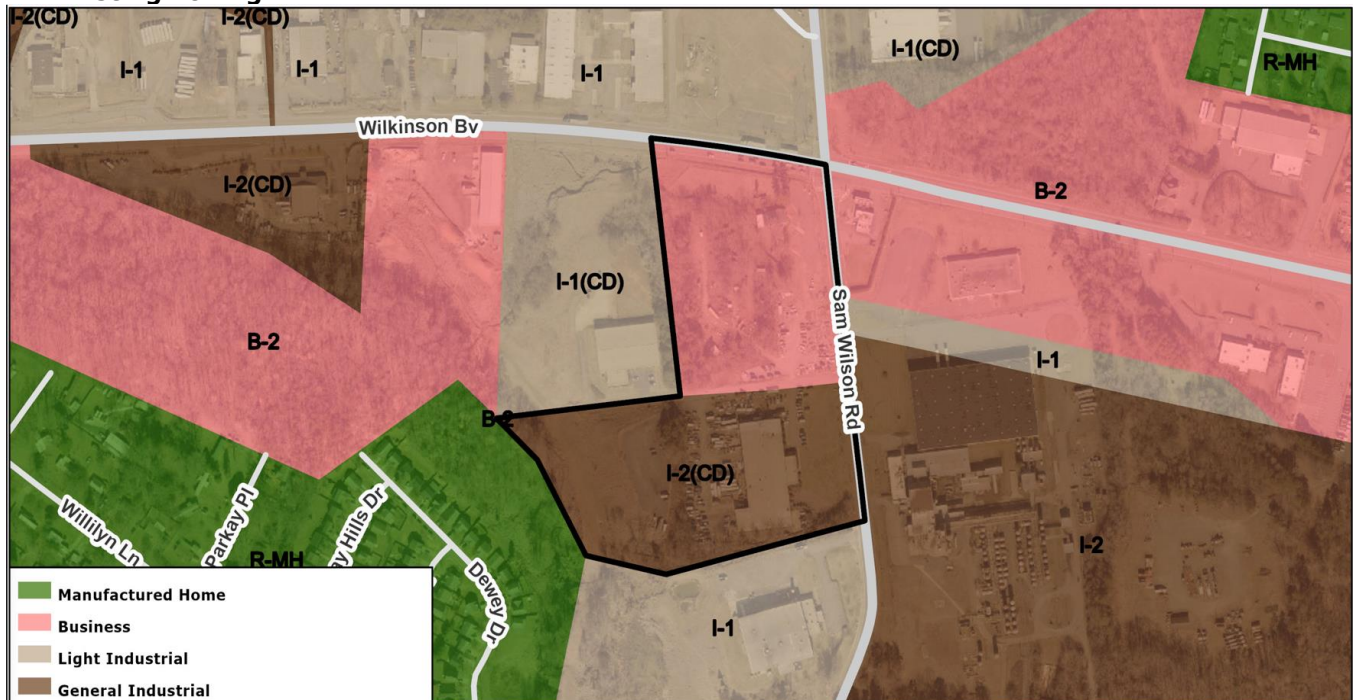 I-2(CD)
I-2(CD)
I-1
I-1
I-1
I-1(CD)
R-MH
Wilkinson Bv
I-2(CD)
B-2
I-1(CD)
B-2
Sam Wilson Rd
I-1
B-2
I-2(CD)
I-2
Willilyn Ln
Parkay Pl
Hills Dr
R-MH
Dewey Dr
I-1
Manufactured Home
Business
Light Industrial
General Industrial